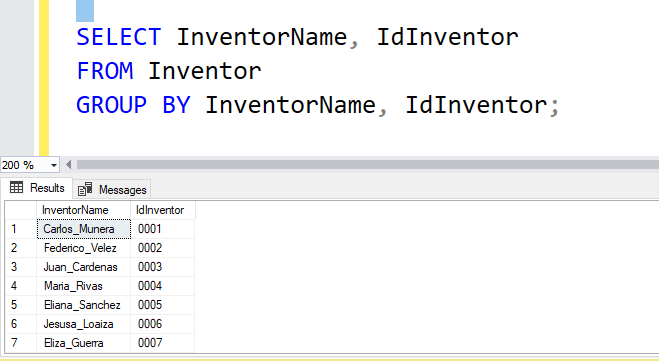 SELECT InventorName, IdInventor
FROM Inventor
GROUP BY InventorName, IdInventor;
200 %
Results Messages
InventorName IdInventor
1 Carlos_Munera 0001
2 Federico_Velez 0002
3 Juan_Cardenas 0003
4 Maria_Rivas 0004
5 Eliana_Sanchez 0005
6 Jesusa_Loaiza 0006
7 Eliza_Guerra 0007